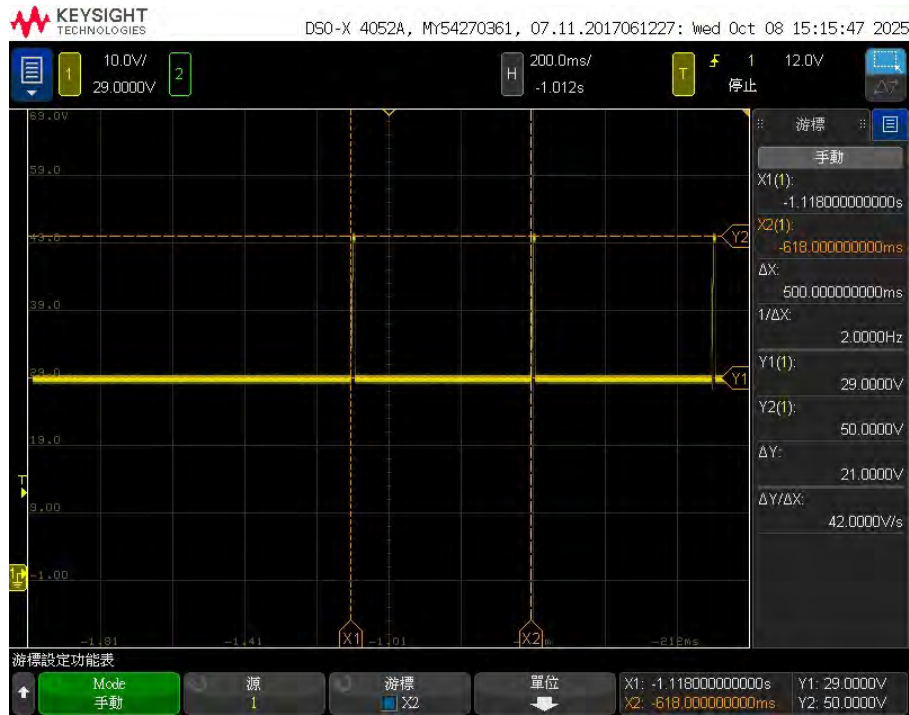 KEYSIGHT
TECHNOLOGIES
DSO-X 4052A, MY54270361, 07.11.2017061227: Wed Oct 08 15:15:47 2025
1
10.0V/
29.0000V
2
H
200.0ms/
-1.012s
T
1
12.0V
停止
69.0V
59.0
49.0
39.0
29.0
19.0
9.00
-1.00
T
1
Y2
Y1
-1.81
-1.41
X1
-1.01
X2
-212ms
游標
手動
X1(1):
-1.118000000000s
X2(1):
-618.000000000ms
ΔX:
500.000000000ms
1/ΔX:
2.0000Hz
Y1(1):
29.0000V
Y2(1):
50.0000V
ΔY:
21.0000V
ΔY/ΔX:
42.0000V/s
游標設定功能表
Mode
手動
源
1
游標
X2
單位
X1: -1.118000000000s Y1: 29.0000V
X2: -618.000000000ms Y2: 50.0000V